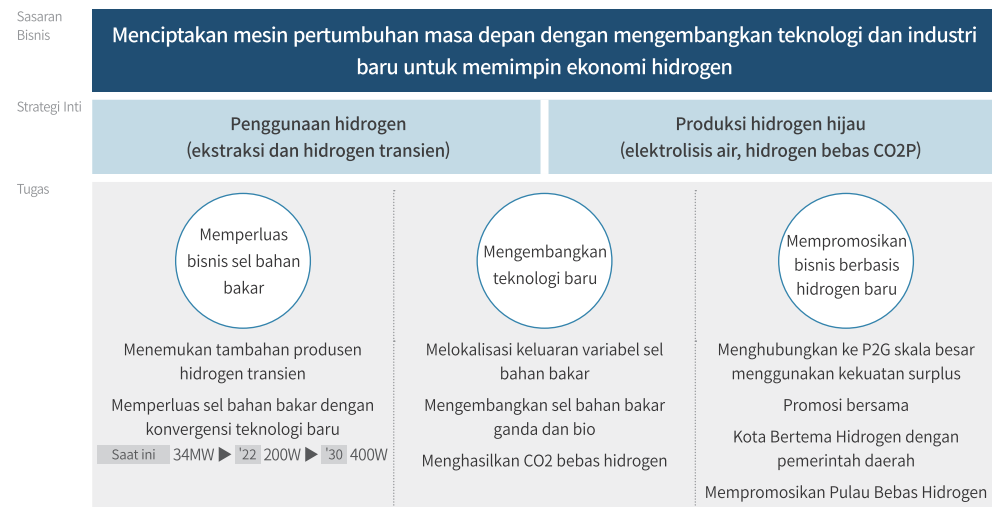 Sasaran
Bisnis
Menciptakan mesin pertumbuhan masa depan dengan mengembangkan teknologi dan industri
baru untuk memimpin ekonomi hidrogen
Strategi Inti
Penggunaan hidrogen
(ekstraksi dan hidrogen transien)
Produksi hidrogen hijau
(elektrolisis air, hidrogen bebas CO2P)
Tugas
Memperluas
bisnis sel bahan
bakar
Menemukan tambahan produsen
hidrogen transien
Memperluas sel bahan bakar dengan
konvergensi teknologi baru
Saat ini 34MW ▶ '22 200W ▶ '30 400W
Mengembangkan
teknologi baru
Melokalisasi keluaran variabel sel
bahan bakar
Mengembangkan sel bahan bakar
ganda dan bio
Menghasilkan CO2 bebas hidrogen
Mempromosikan
bisnis berbasis
hidrogen baru
Menghubungkan ke P2G skala besar
menggunakan kekuatan surplus
Promosi bersama
Kota Bertema Hidrogen dengan
pemerintah daerah
Mempromosikan Pulau Bebas Hidrogen